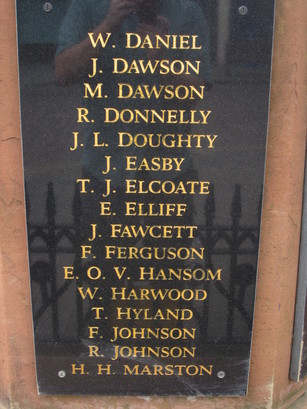 W. DANIEL
J. DAWSON
M. DAWSON
R. DONNELLY
J. L. DOUGHTY
J. EASBY
T. J. ELCOATE
E. ELLIFF
J. FAWCETT
F. FERGUSON
E. O. V. HANSOM
W. HARWOOD
T. HYLAND
F. JOHNSON
R. JOHNSON
H. H. MARSTON